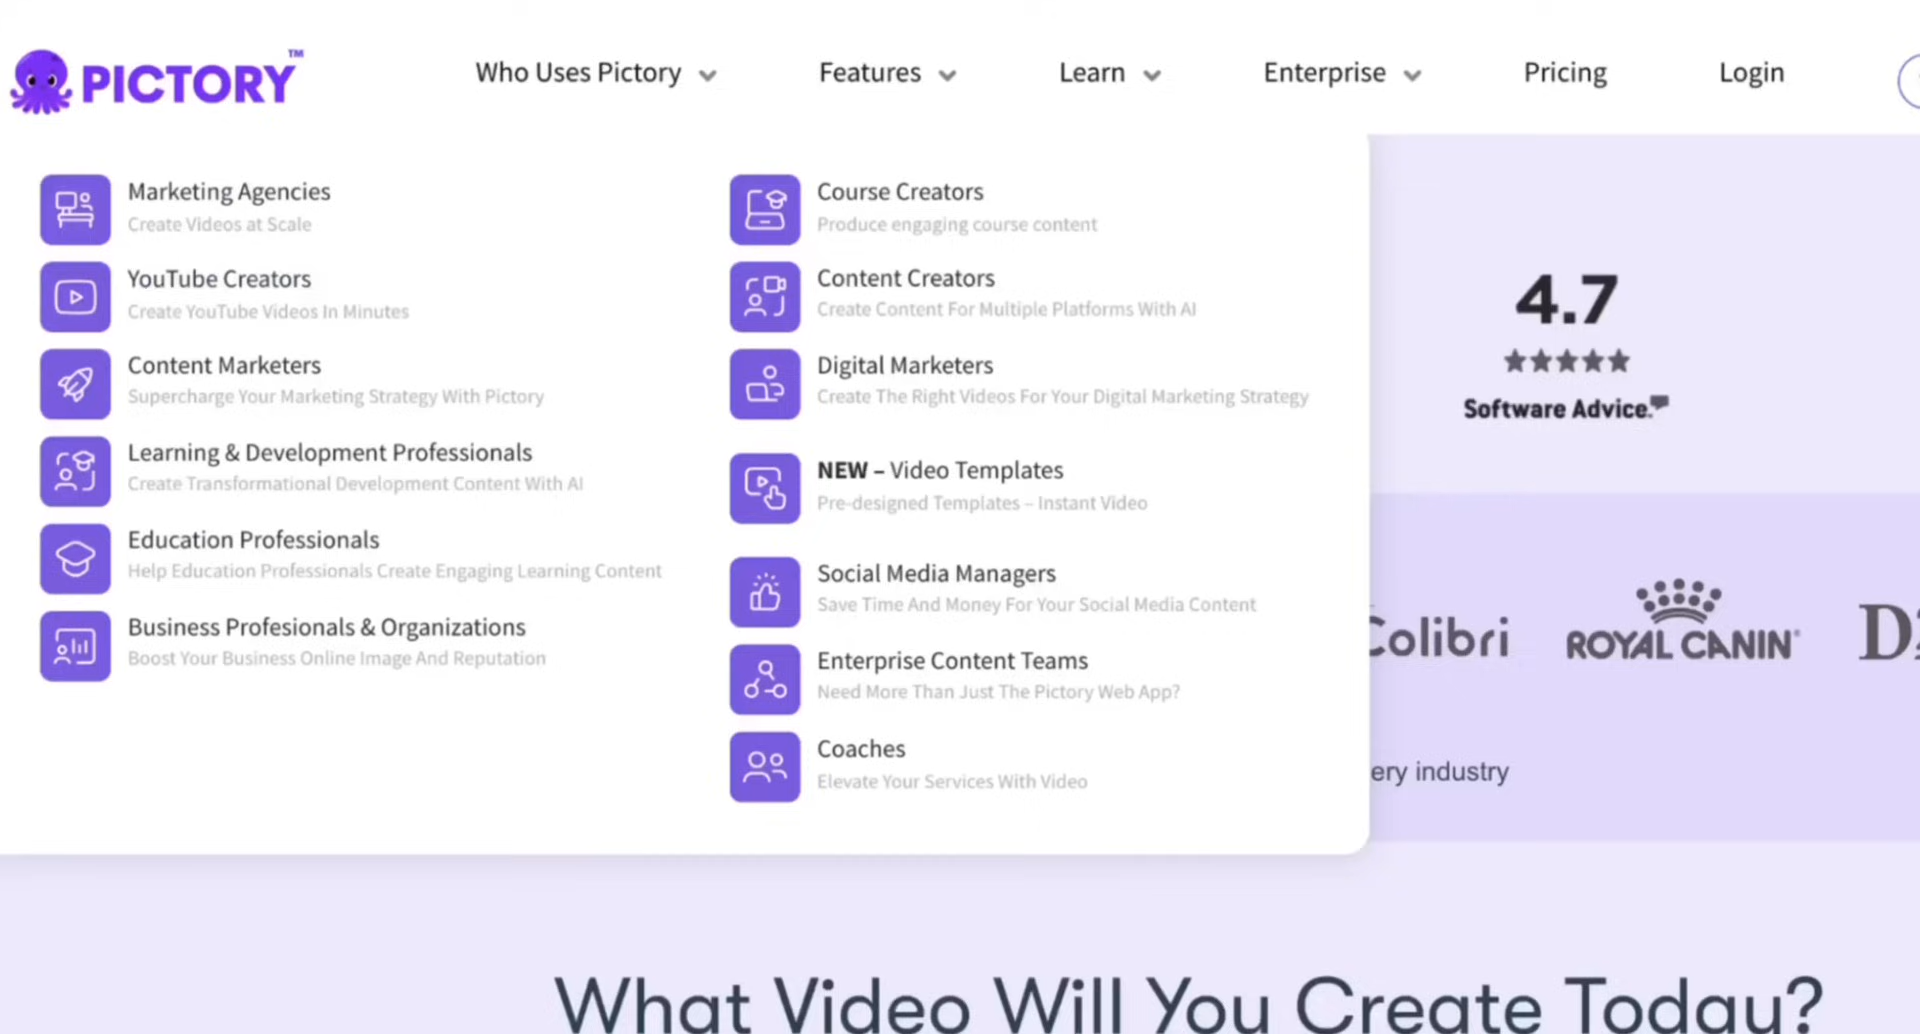 PICTORY™
Who Uses Pictory
Features
Learn
Enterprise
Pricing
Login
Marketing Agencies
Create Videos at Scale
YouTube Creators
Create YouTube Videos In Minutes
Content Marketers
Supercharge Your Marketing Strategy With Pictory
Learning & Development Professionals
Create Transformational Development Content With AI
Education Professionals
Help Education Professionals Create Engaging Learning Content
Business Profesionals & Organizations
Boost Your Business Online Image And Reputation
Course Creators
Produce engaging course content
Content Creators
Create Content For Multiple Platforms With AI
Digital Marketers
Create The Right Videos For Your Digital Marketing Strategy
NEW – Video Templates
Pre-designed Templates – Instant Video
Social Media Managers
Save Time And Money For Your Social Media Content
Enterprise Content Teams
Need More Than Just The Pictory Web App?
Coaches
Elevate Your Services With Video
4.7
Software Advice.
Colibri
ROYAL CANIN®
industry
What Video Will You Create Today?